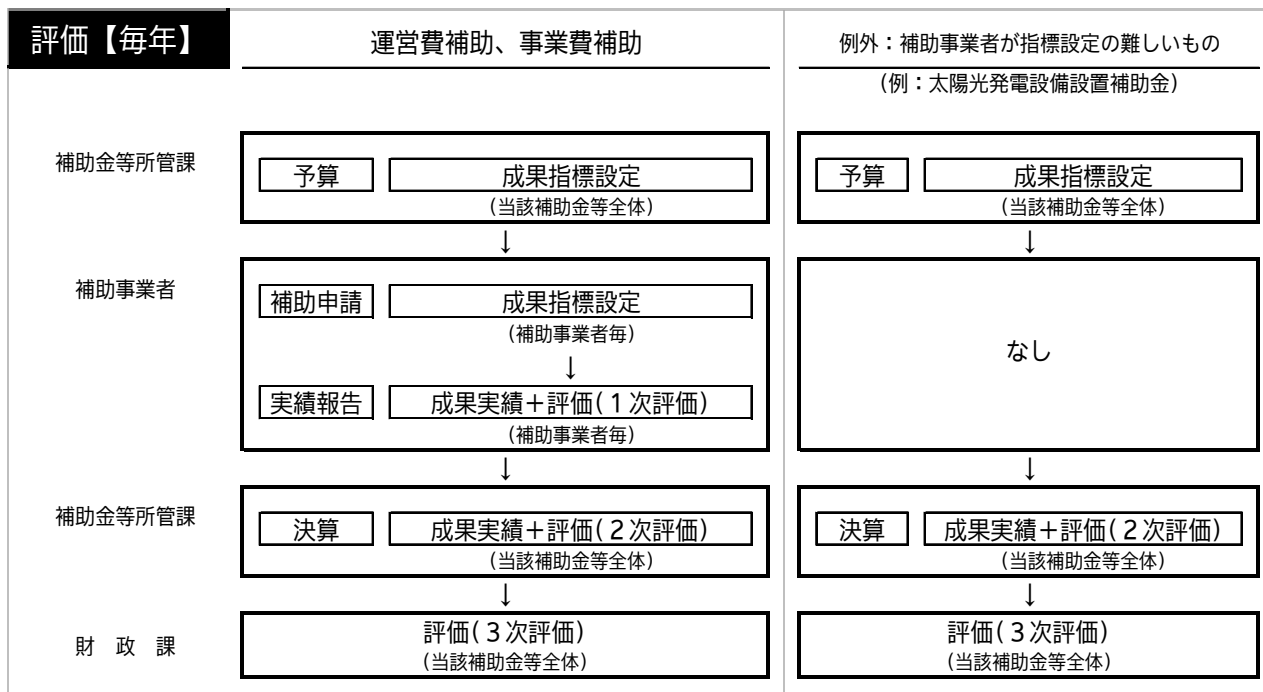 評価【毎年】 運営費補助、事業費補助 例外：補助事業者が指標設定の難しいもの
(例：太陽光発電設備設置補助金)
補助金等所管課 予算 成果指標設定 予算 成果指標設定
(当該補助金等全体) (当該補助金等全体)
↓ ↓
補助事業者 補助申請 成果指標設定
(補助事業者毎)
↓ なし
実績報告 成果実績＋評価(１次評価)
(補助事業者毎)
↓ ↓
補助金等所管課 決算 成果実績＋評価(２次評価) 決算 成果実績＋評価(２次評価)
(当該補助金等全体) (当該補助金等全体)
↓ ↓
財　政　課 評価(３次評価) 評価(３次評価)
(当該補助金等全体) (当該補助金等全体)